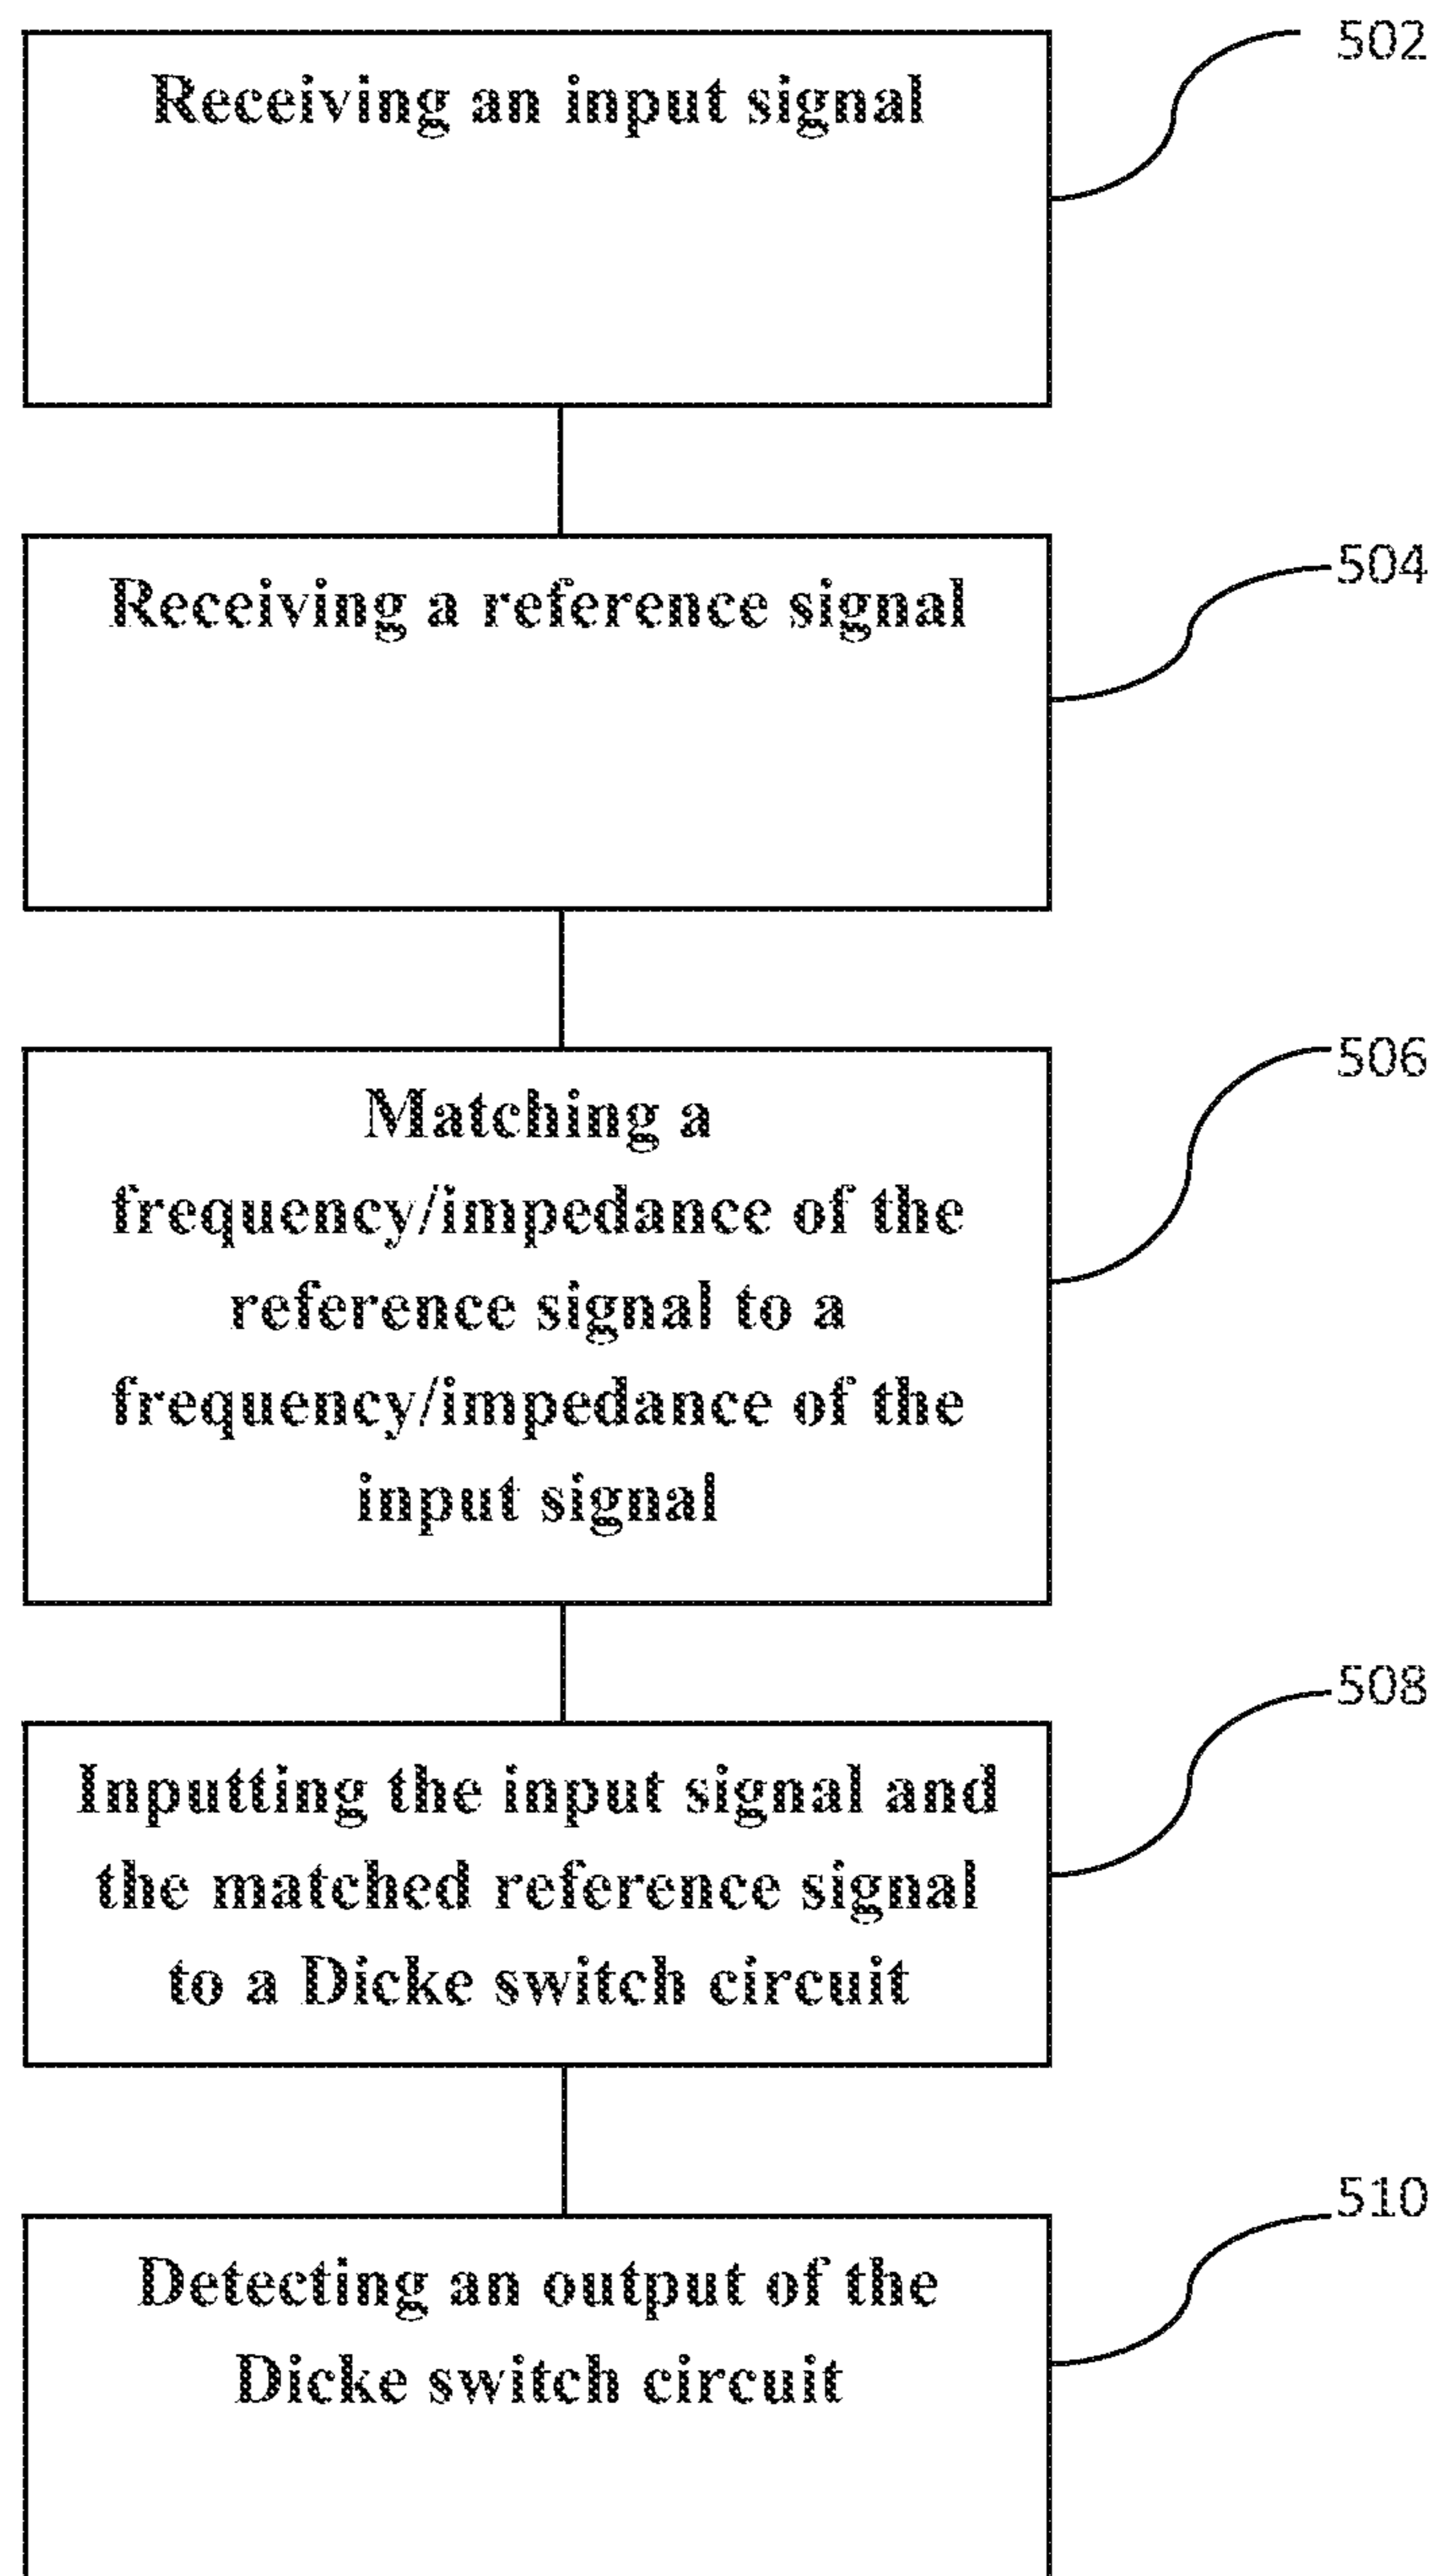 502
Receiving an input signal
504
Receiving a reference signal
506
Matching a
frequency/impedance of the
reference signal to a
frequency/impedance of the
input signal
508
Inputting the input signal and
the matched reference signal
to a Dicke switch circuit
510
Detecting an output of the
Dicke switch circuit